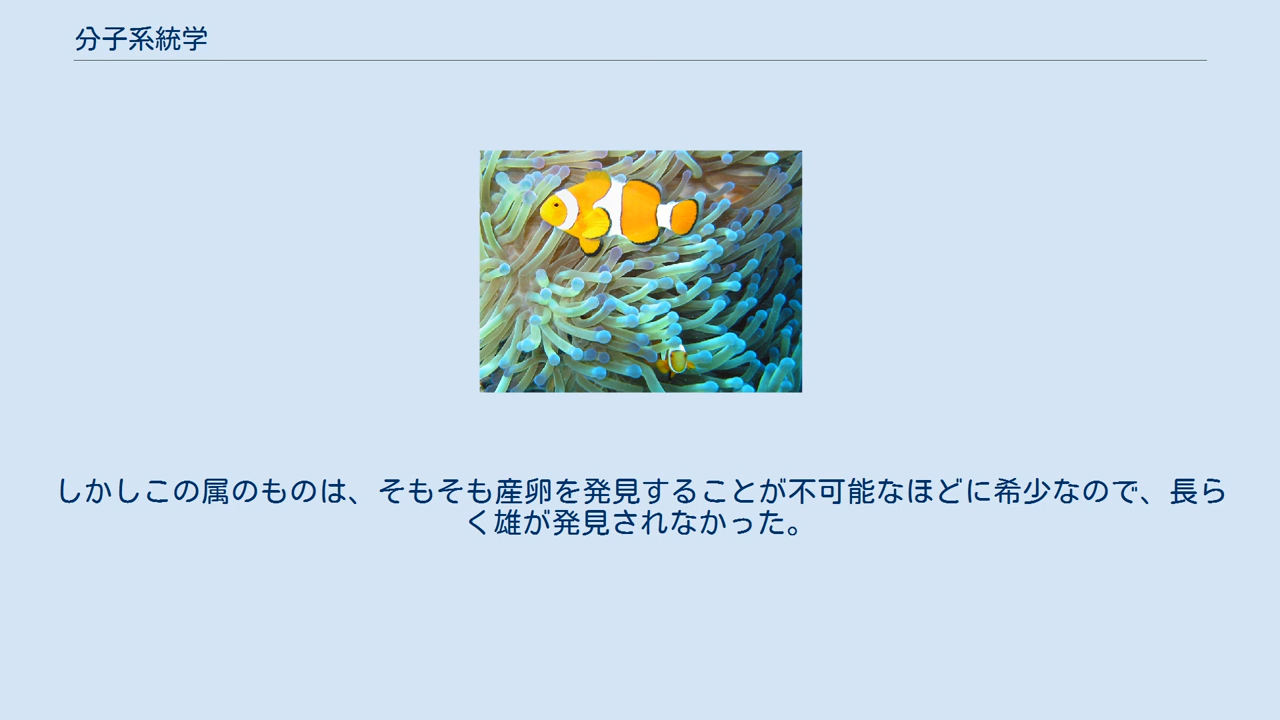 分子系統学
しかしこの属のものは、そもそも産卵を発見することが不可能なほどに希少なので、長ら
く雄が発見されなかった。